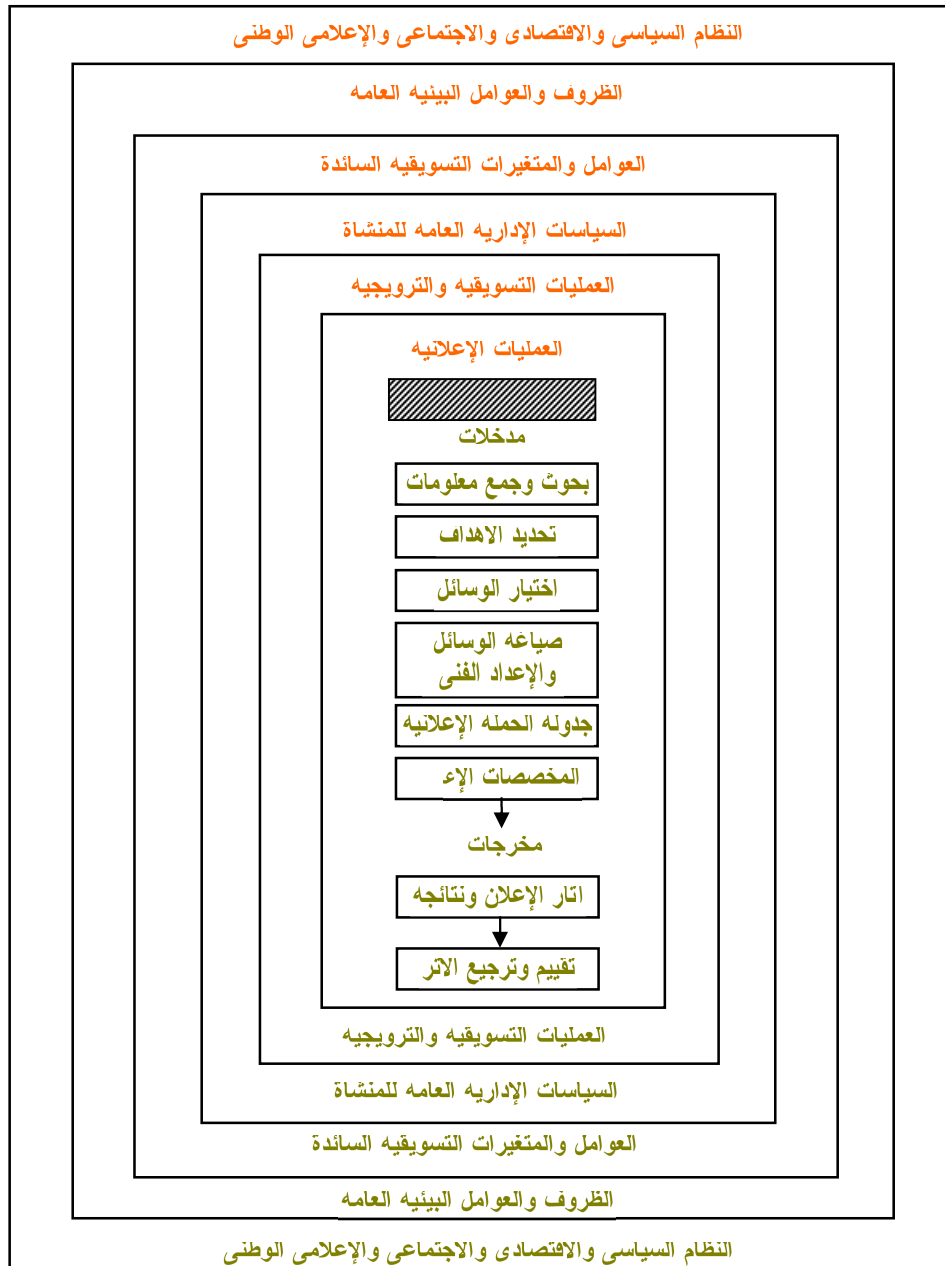 النظام السياسى والاقتصادى والاجتماعى والإعلامى الوطنى
الظروف والعوامل البيئيه العامه
العوامل والمتغيرات التسويقيه السائدة
السياسات الإداريه العامه للمنشاة
العمليات التسويقيه والترويجيه
العمليات الإعلانيه
مدخلات
بحوث وجمع معلومات
تحديد الاهداف
اختيار الوسائل
صياغه الوسائل
والإعداد الفنى
جدوله الحمله الإعلانيه
المخصصات الإع
مخرجات
اتار الإعلان ونتائجه
تقييم وترجيع الاتر
العمليات التسويقيه والترويجيه
السياسات الإداريه العامه للمنشاة
العوامل والمتغيرات التسويقيه السائدة
الظروف والعوامل البيئيه العامه
النظام السياسى والاقتصادى والاجتماعى والإعلامى الوطنى